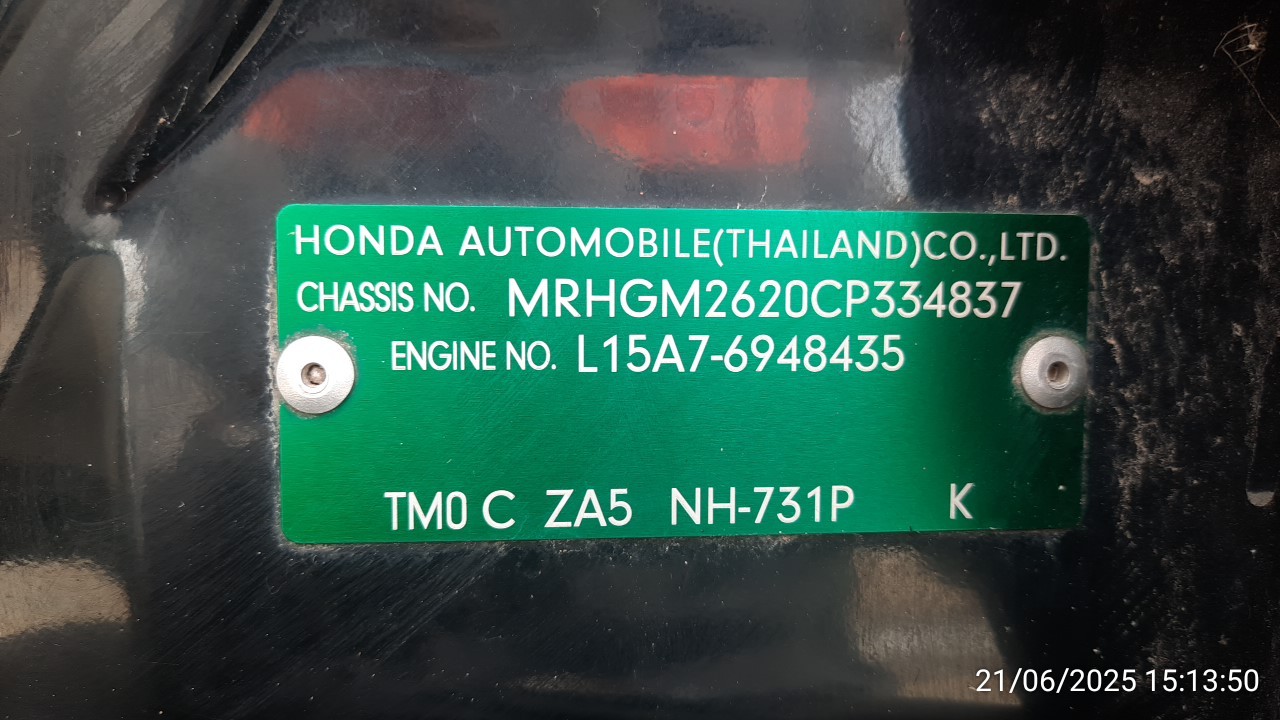 HONDA AUTOMOBILE(THAILAND)CO.,LTD.
CHASSIS NO. MRHGM2620CP334837
ENGINE NO. L15A7-6948435
TM0 C ZA5 NH-731P K
21/06/2025 15:13:50